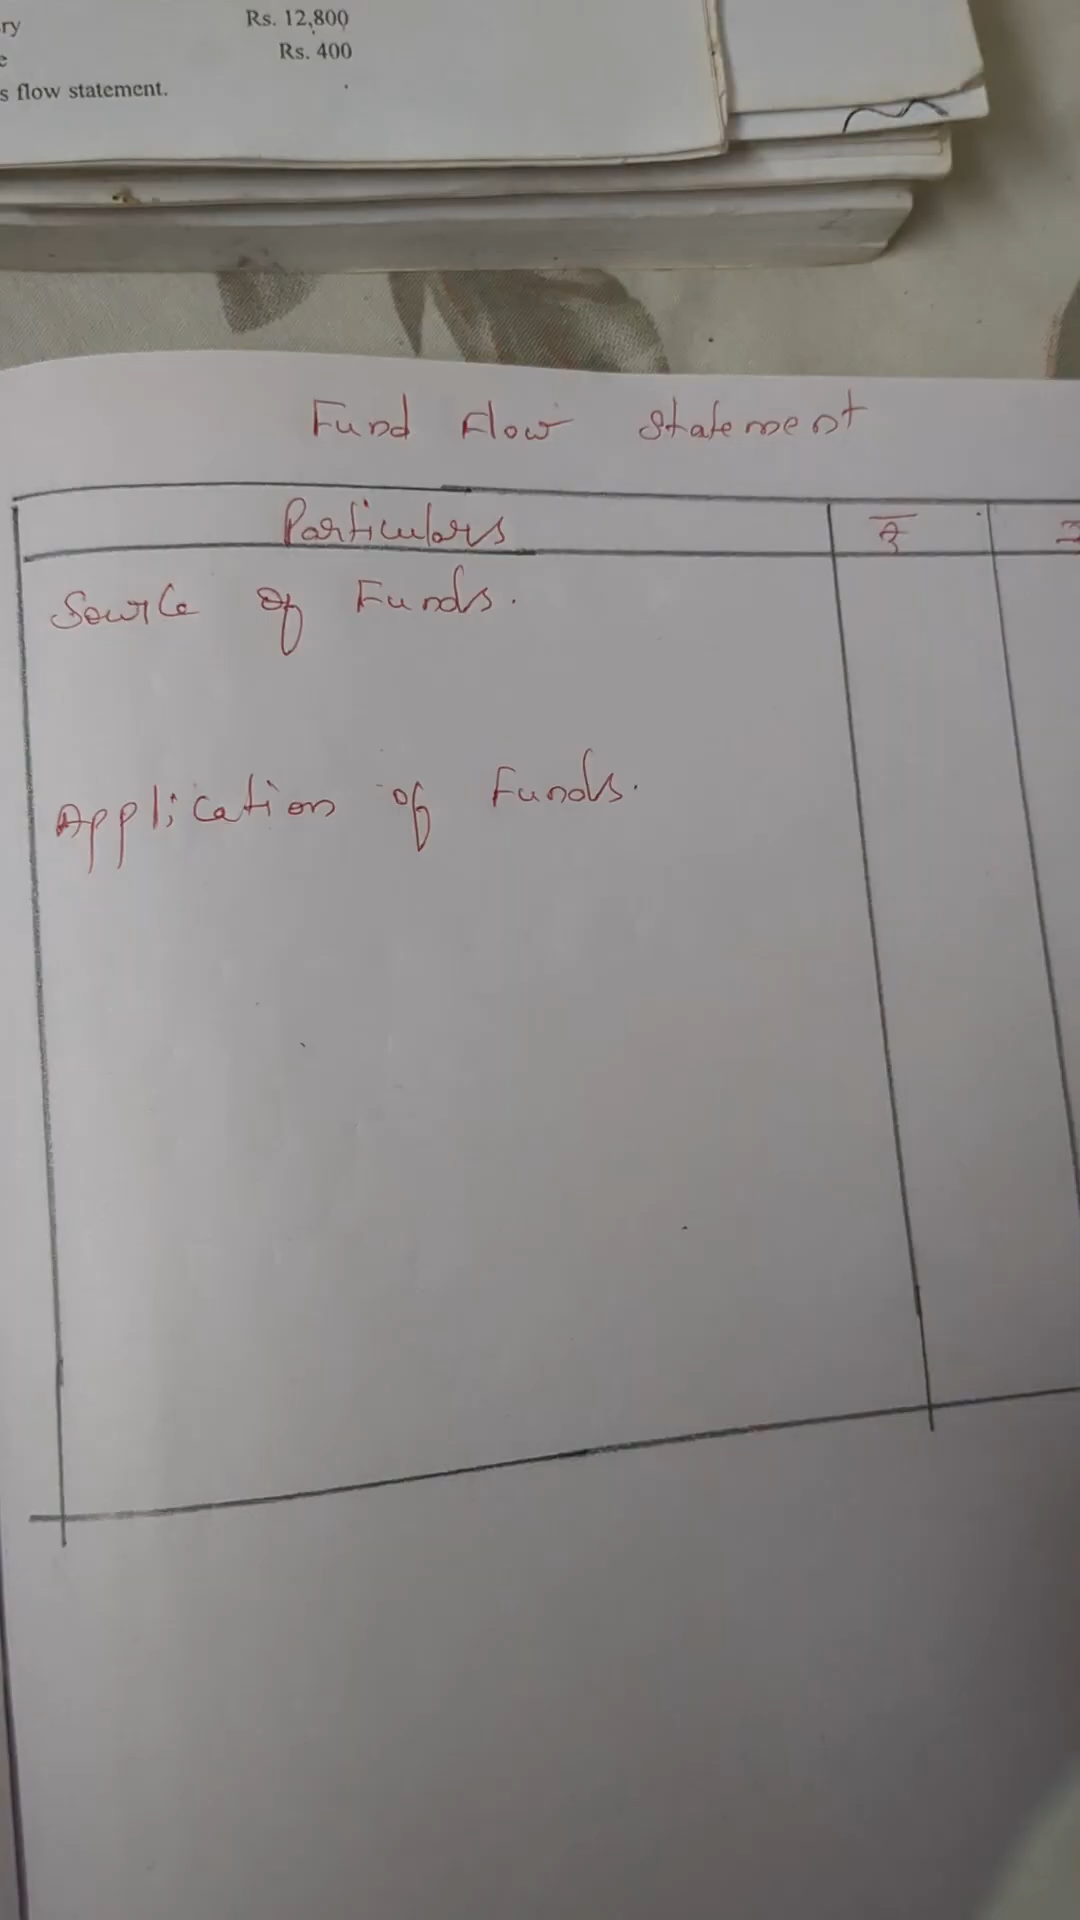 ry Rs. 12,800
e Rs. 400
s flow statement.
Fund Flow Statement
Particulars ₹
Source of Funds.
Application of Funds.